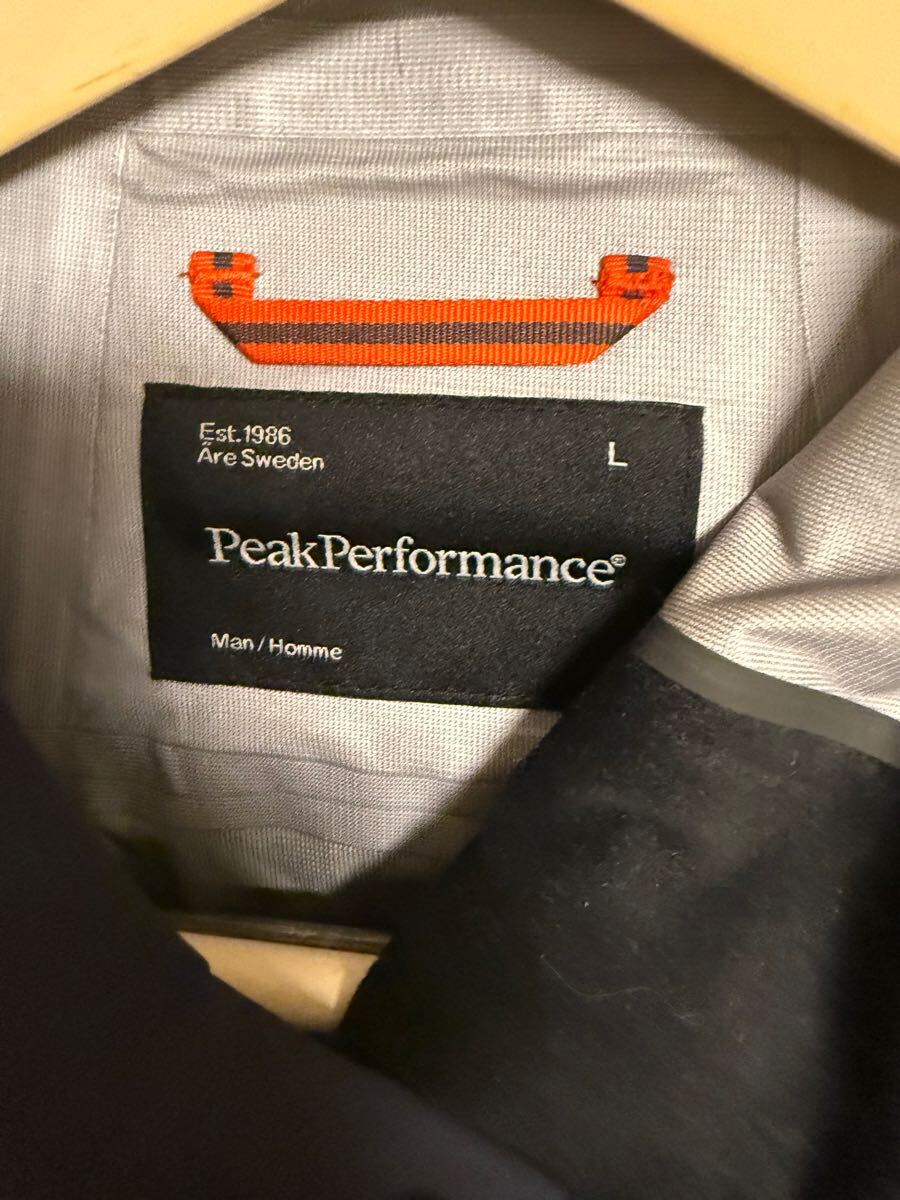 Est.1986
Åre Sweden
L
PeakPerformance®
Man/Homme